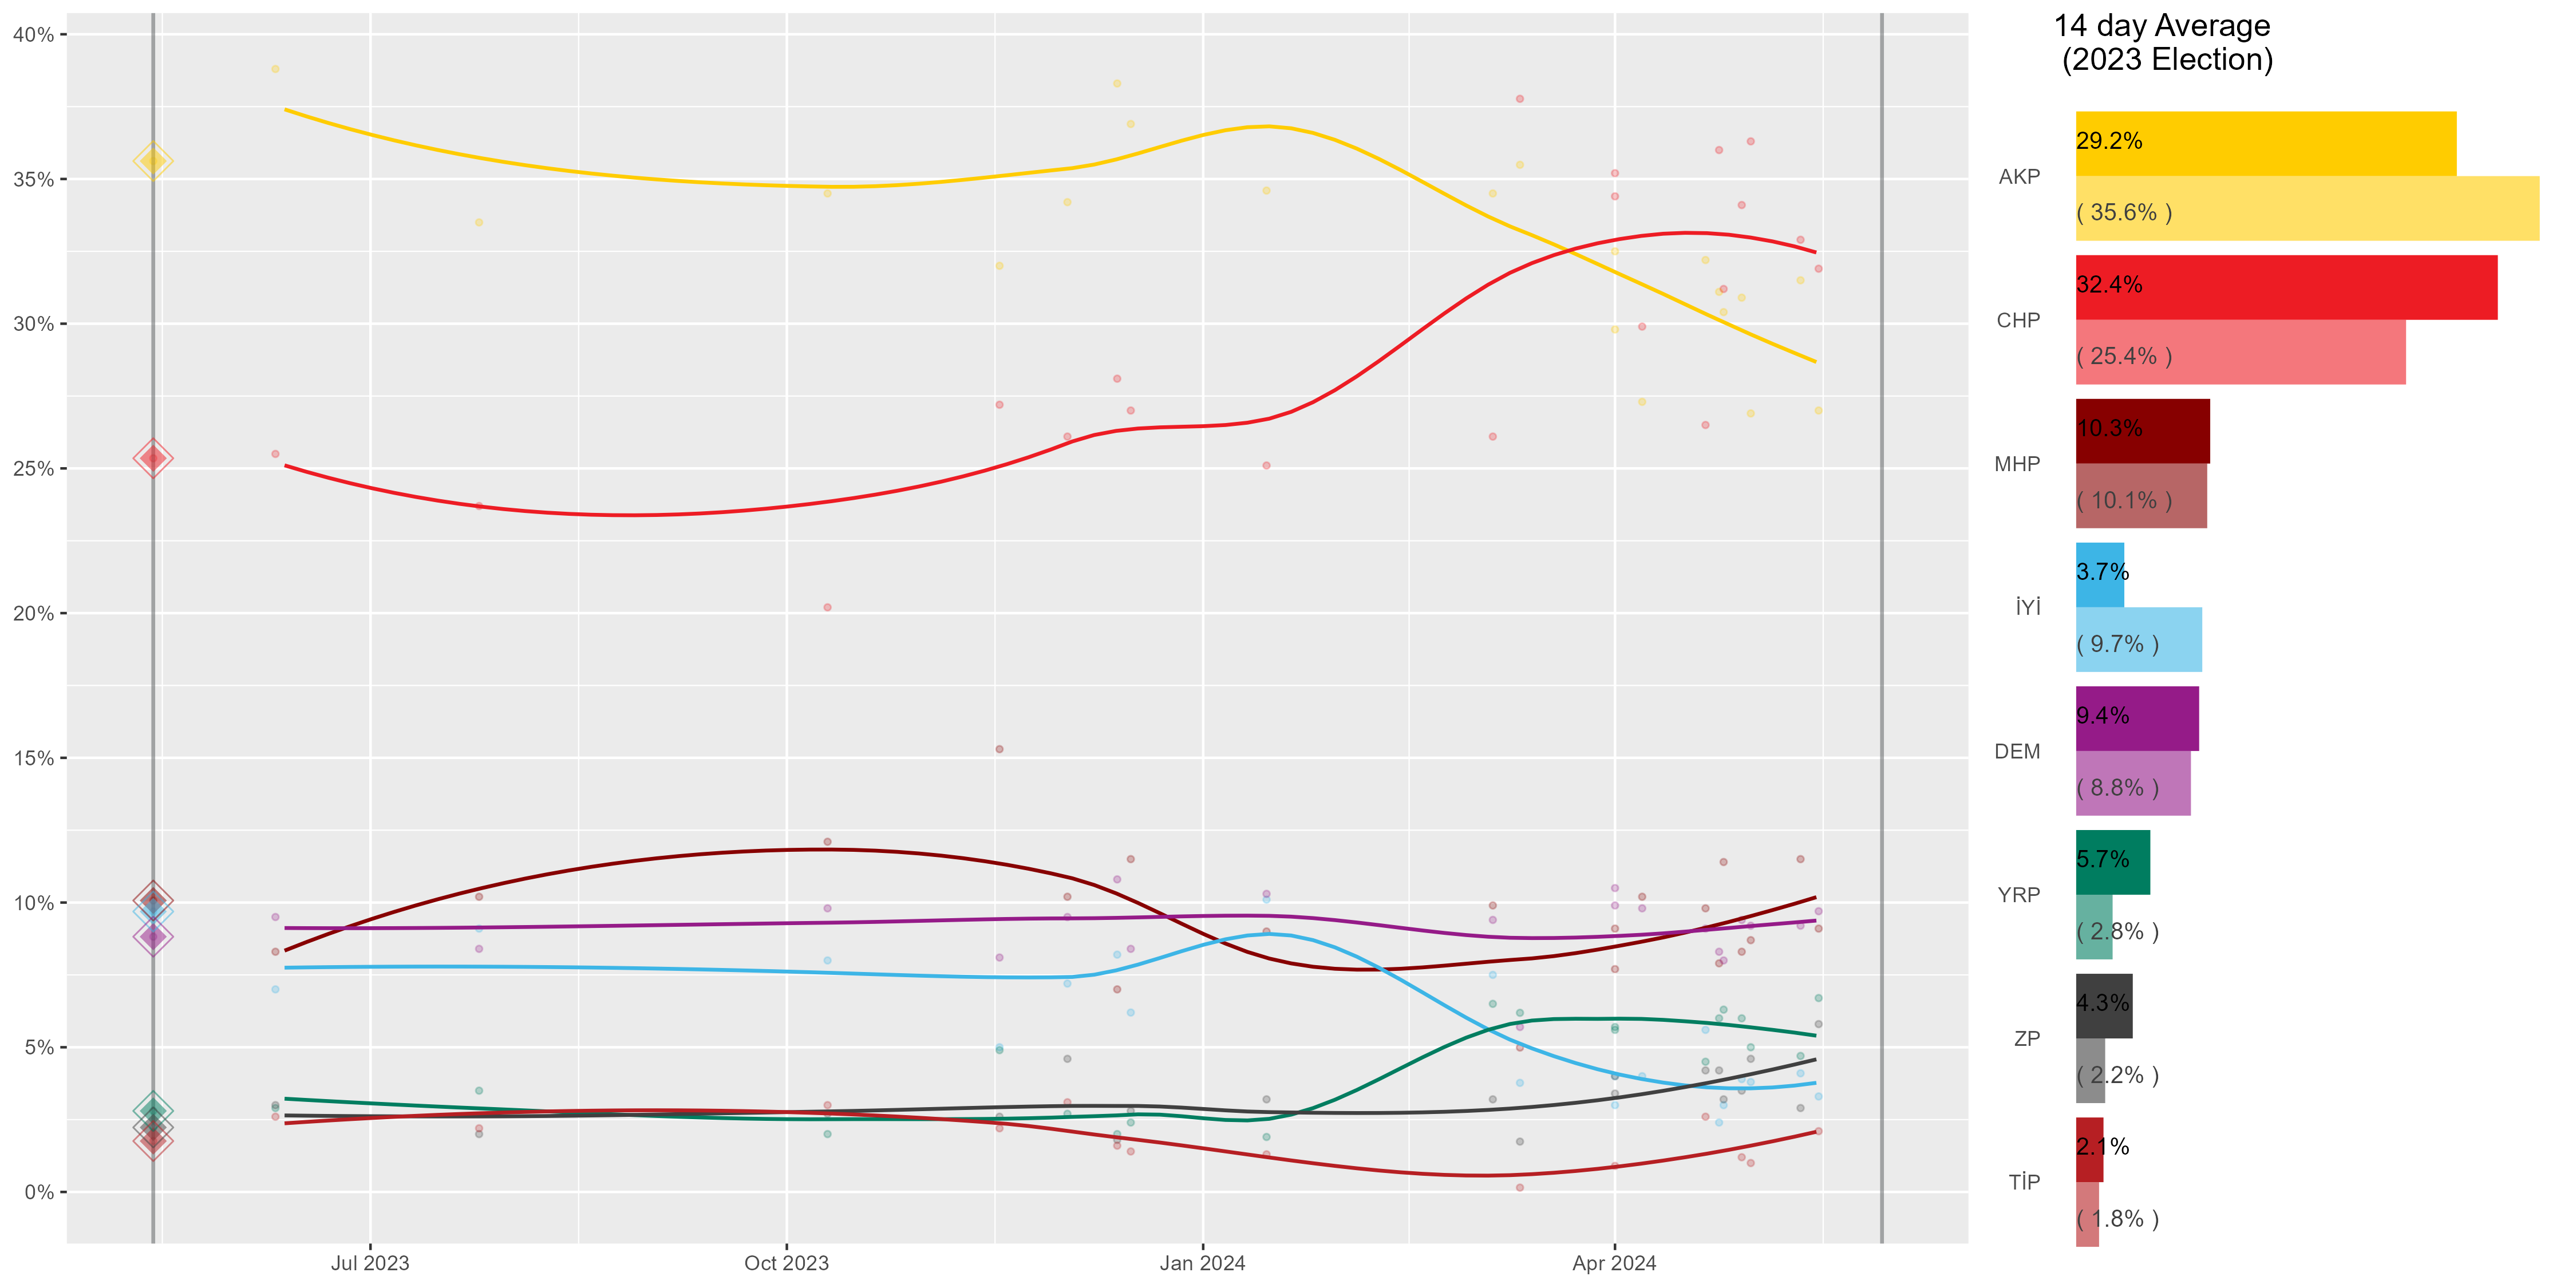 14 day Average
(2023 Election)
40%
35%
30%
25%
20%
15%
10%
5%
0%
Jul 2023
Oct 2023
Jan 2024
Apr 2024
AKP
29.2%
( 35.6% )
CHP
32.4%
( 25.4% )
MHP
10.3%
( 10.1% )
İYİ
3.7%
( 9.7% )
DEM
9.4%
( 8.8% )
YRP
5.7%
( 2.8% )
ZP
4.3%
( 2.2% )
TİP
2.1%
( 1.8% )